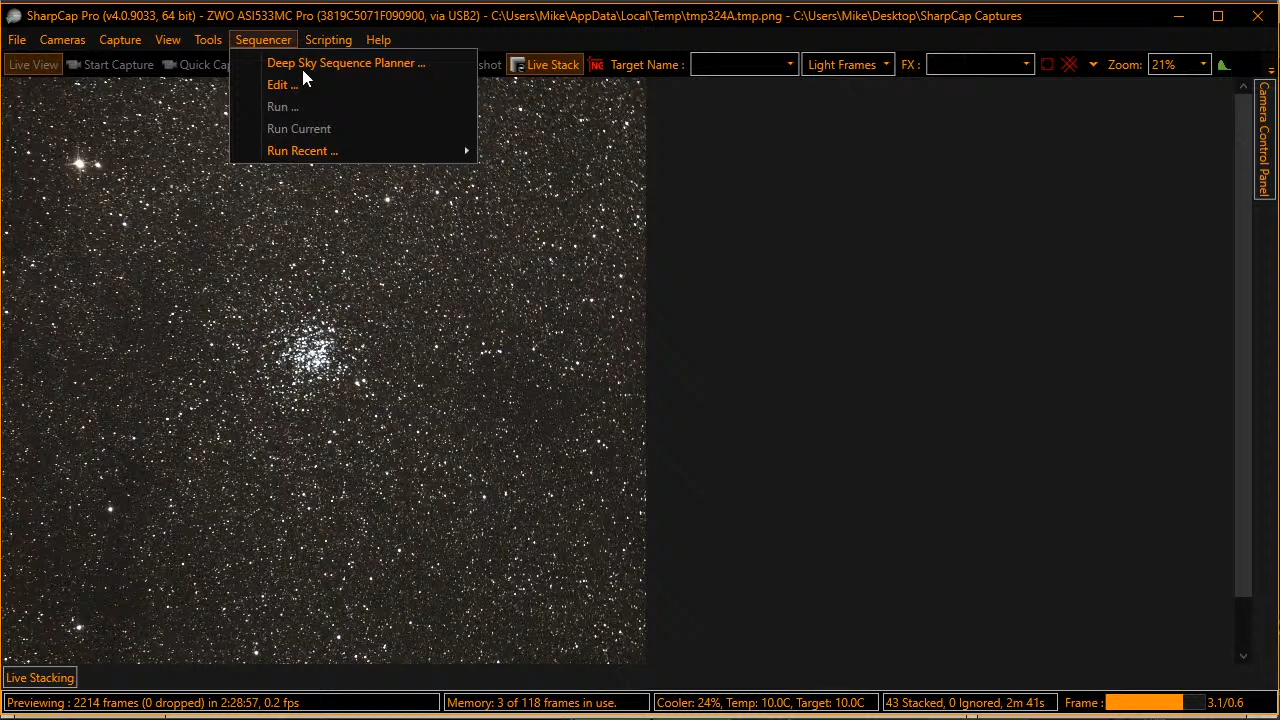 SharpCap Pro (v4.0.9033, 64 bit) - ZWO ASI533MC Pro (3819C5071F090900, via USB2) - C:\Users\Mike\AppData\Local\Temp\tmp324A.tmp.png - C:\Users\Mike\Desktop\SharpCap Captures
File Cameras Capture View Tools Sequencer Scripting Help
Live View Start Capture Quick Cap shot Live Stack NC Target Name : Light Frames FX : Zoom: 21%
Deep Sky Sequence Planner ...
Edit ...
Run ...
Run Current
Run Recent ...
Camera Control Panel
Live Stacking
Previewing : 2214 frames (0 dropped) in 2:28:57, 0.2 fps Memory: 3 of 118 frames in use. Cooler: 24%, Temp: 10.0C, Target: 10.0C 43 Stacked, 0 Ignored, 2m 41s Frame : 3.1/0.6